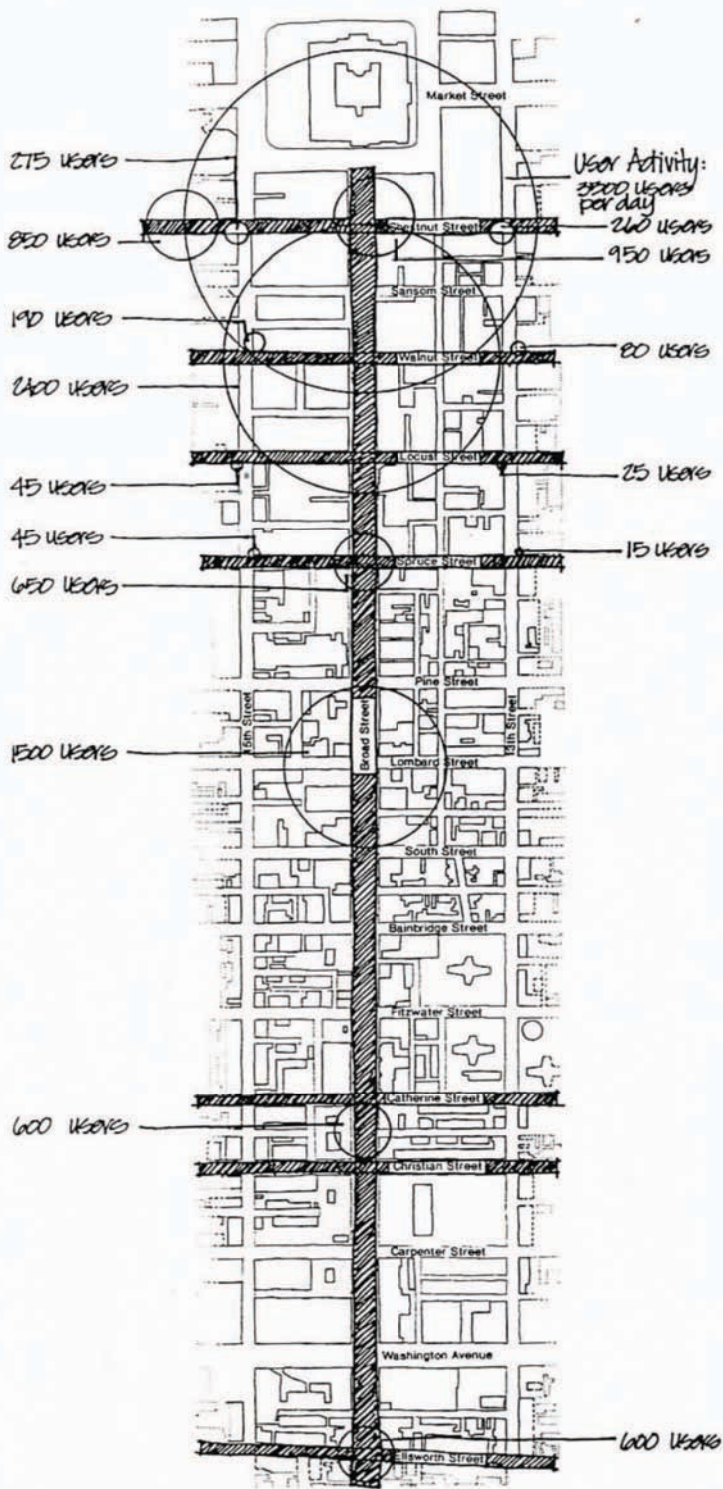 Market Street
275 users
User Activity:
3300 users
per day
Chestnut Street
260 users
850 users
950 users
Sansom Street
190 users
80 users
Walnut Street
2400 users
Locust Street
45 users
25 users
45 users
15 users
Spruce Street
650 users
Pine Street
15th Street
Broad Street
13th Street
1500 users
Lombard Street
South Street
Bainbridge Street
Fitzwater Street
Catherine Street
600 users
Christian Street
Carpenter Street
Washington Avenue
600 users
Ellsworth Street